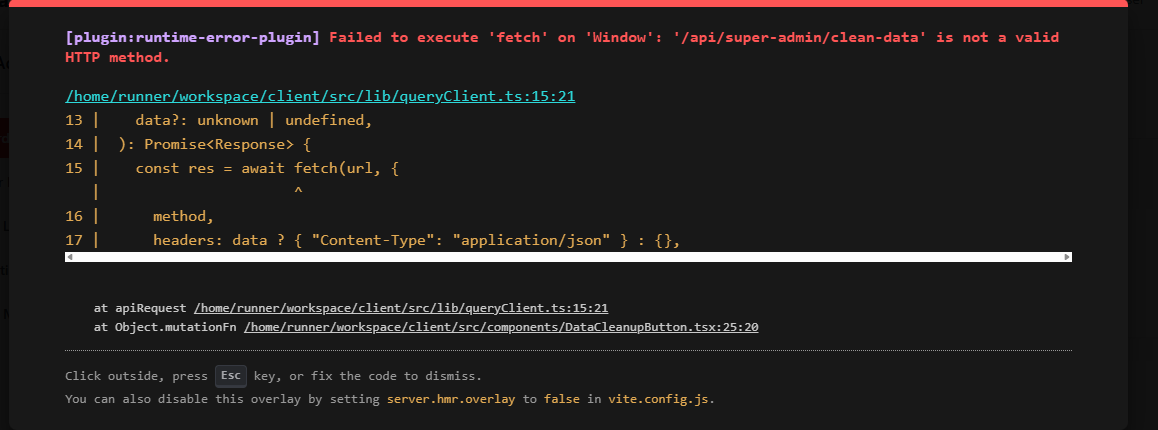 [plugin:runtime-error-plugin] Failed to execute 'fetch' on 'Window': '/api/super-admin/clean-data' is not a valid
HTTP method.
/home/runner/workspace/client/src/lib/queryClient.ts:15:21
13 |    data?: unknown | undefined,
14 |  ): Promise<Response> {
15 |    const res = await fetch(url, {
   |                      ^
16 |      method,
17 |      headers: data ? { "Content-Type": "application/json" } : {},
at apiRequest /home/runner/workspace/client/src/lib/queryClient.ts:15:21
at Object.mutationFn /home/runner/workspace/client/src/components/DataCleanupButton.tsx:25:20
Click outside, press Esc key, or fix the code to dismiss.
You can also disable this overlay by setting server.hmr.overlay to false in vite.config.js.